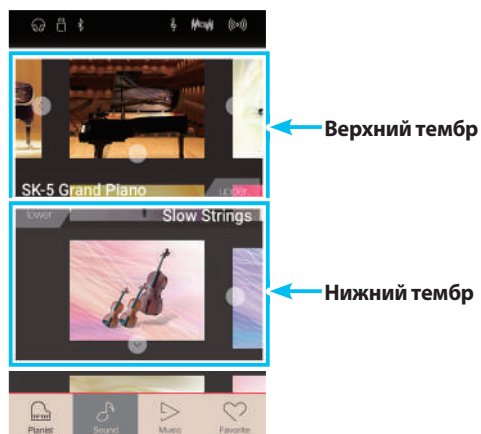 Верхний тембр
SK-5 Grand Piano
upper
lower
Slow Strings
Нижний тембр
Pianist
Sound
Music
Favorite